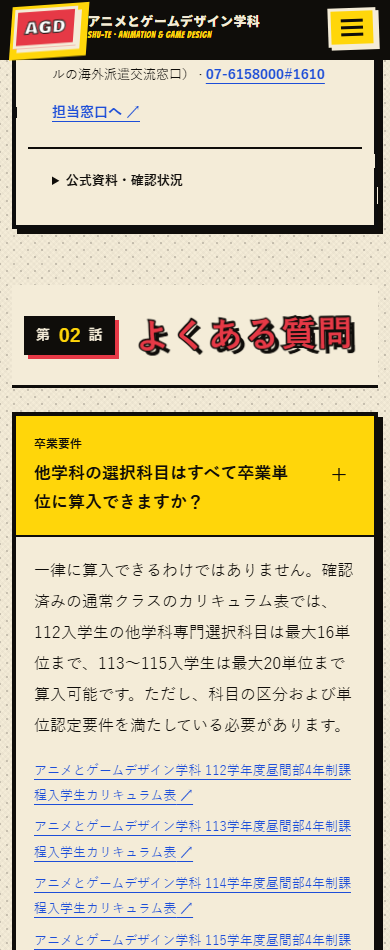 AGD
アニメとゲームデザイン学科
SHU-TE・ANIMATION & GAME DESIGN
ルの海外派遣交流窓口） · 07-6158000#1610
担当窓口へ ↗
▶ 公式資料・確認状況
第 02 話
よくある質問
卒業要件
他学科の選択科目はすべて卒業単
位に算入できますか？
＋
一律に算入できるわけではありません。確認
済みの通常クラスのカリキュラム表では、
112入学生の他学科専門選択科目は最大16単
位まで、113〜115入学生は最大20単位まで
算入可能です。ただし、科目の区分および単
位認定要件を満たしている必要があります。
アニメとゲームデザイン学科 112学年度昼間部4年制課
程入学生カリキュラム表 ↗
アニメとゲームデザイン学科 113学年度昼間部4年制課
程入学生カリキュラム表 ↗
アニメとゲームデザイン学科 114学年度昼間部4年制課
程入学生カリキュラム表 ↗
アニメとゲームデザイン学科 115学年度昼間部4年制課